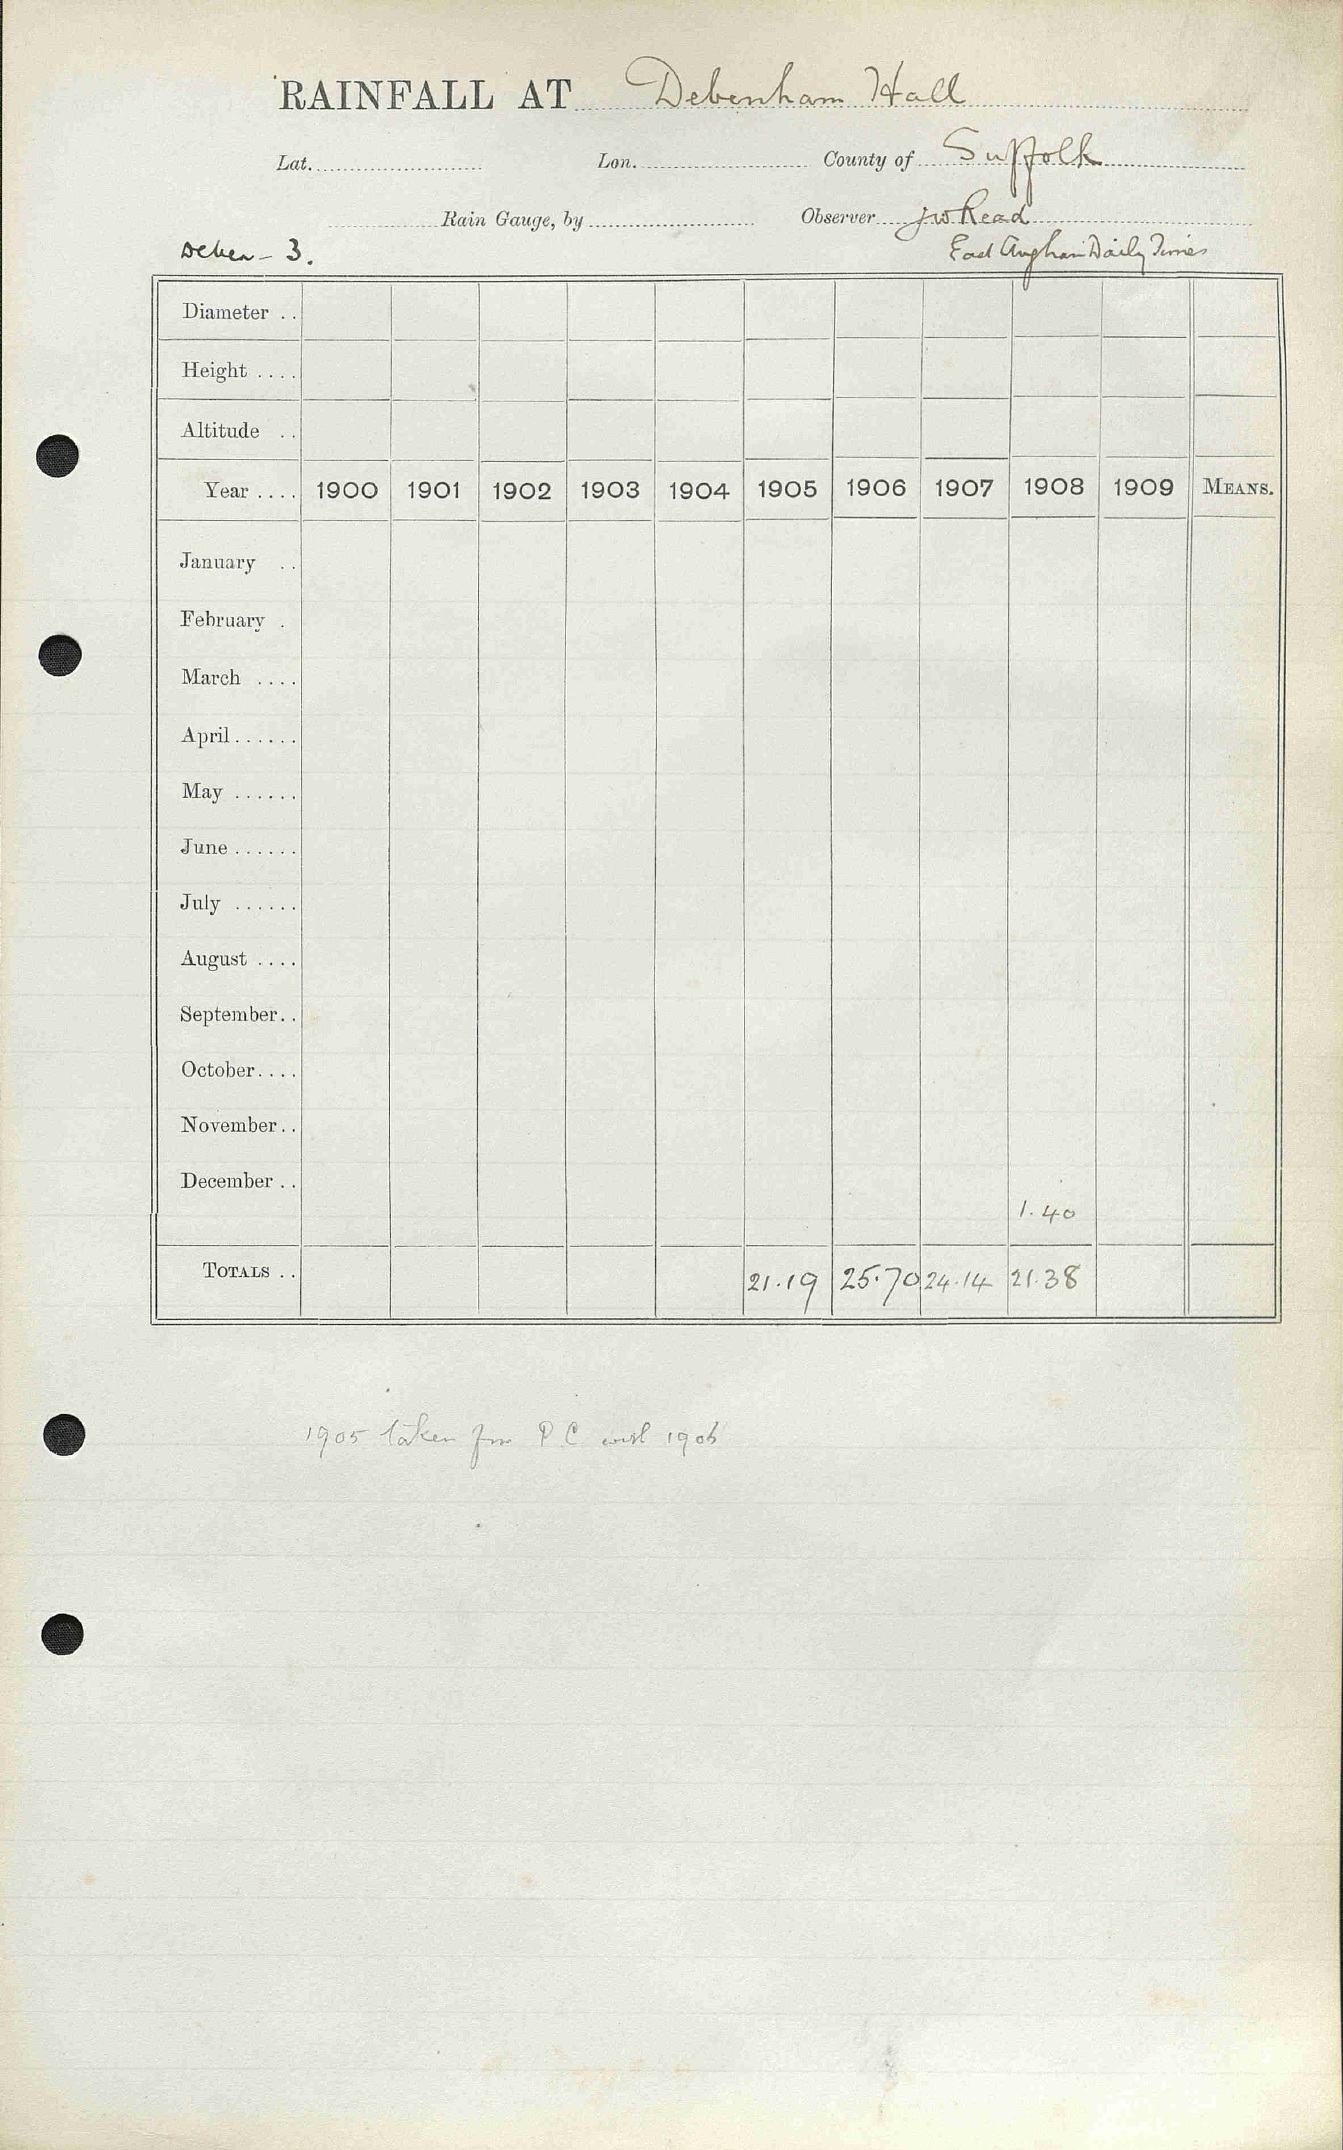 RAINFALL AT Debenham Hall
Lat. Lon. County of Suffolk
Rain Gauge, by Observer J W Read
Deben - 3. East Anglian Daily Times
Diameter
Height
Altitude
Year 1900 1901 1902 1903 1904 1905 1906 1907 1908 1909 MEANS.
January
February
March
April
May
June
July
August
September
October
November
December
1.40
TOTALS 21.19 25.70 24.14 21.38
1905 taken from P C 1906